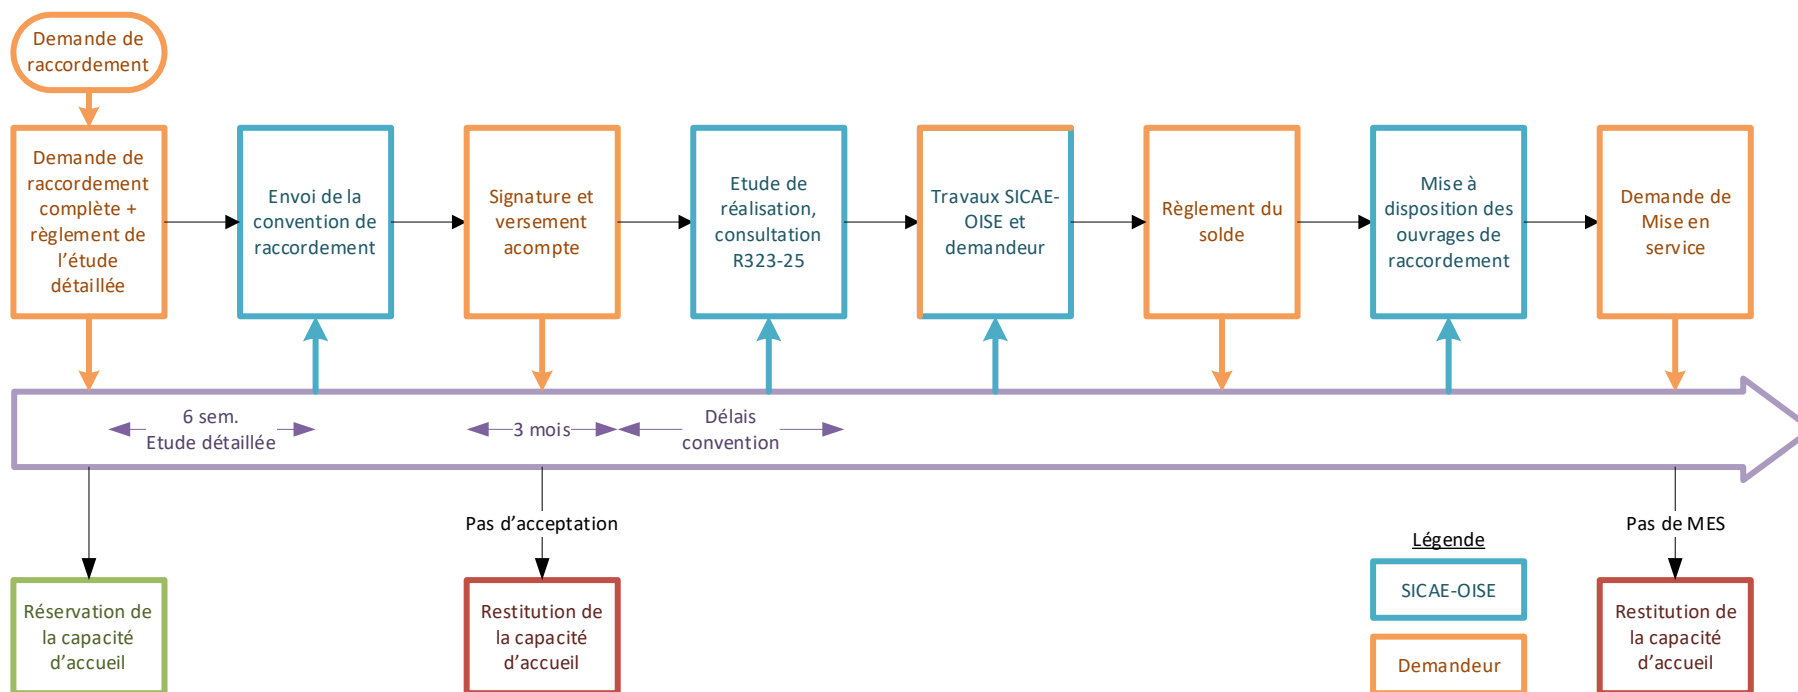 Demande de
raccordement
Demande de
raccordement
complète +
règlement de
l’étude
détaillée
Envoi de la
convention de
raccordement
Signature et
versement
acompte
Etude de
réalisation,
consultation
R323-25
Travaux SICAE-
OISE et
demandeur
Règlement du
solde
Mise à
disposition des
ouvrages de
raccordement
Demande de
Mise en
service
6 sem.
Etude détaillée
3 mois
Délais
convention
Pas d’acceptation
Pas de MES
Réservation de
la capacité
d’accueil
Restitution de
la capacité
d’accueil
Légende
SICAE-OISE
Demandeur
Restitution de
la capacité
d’accueil